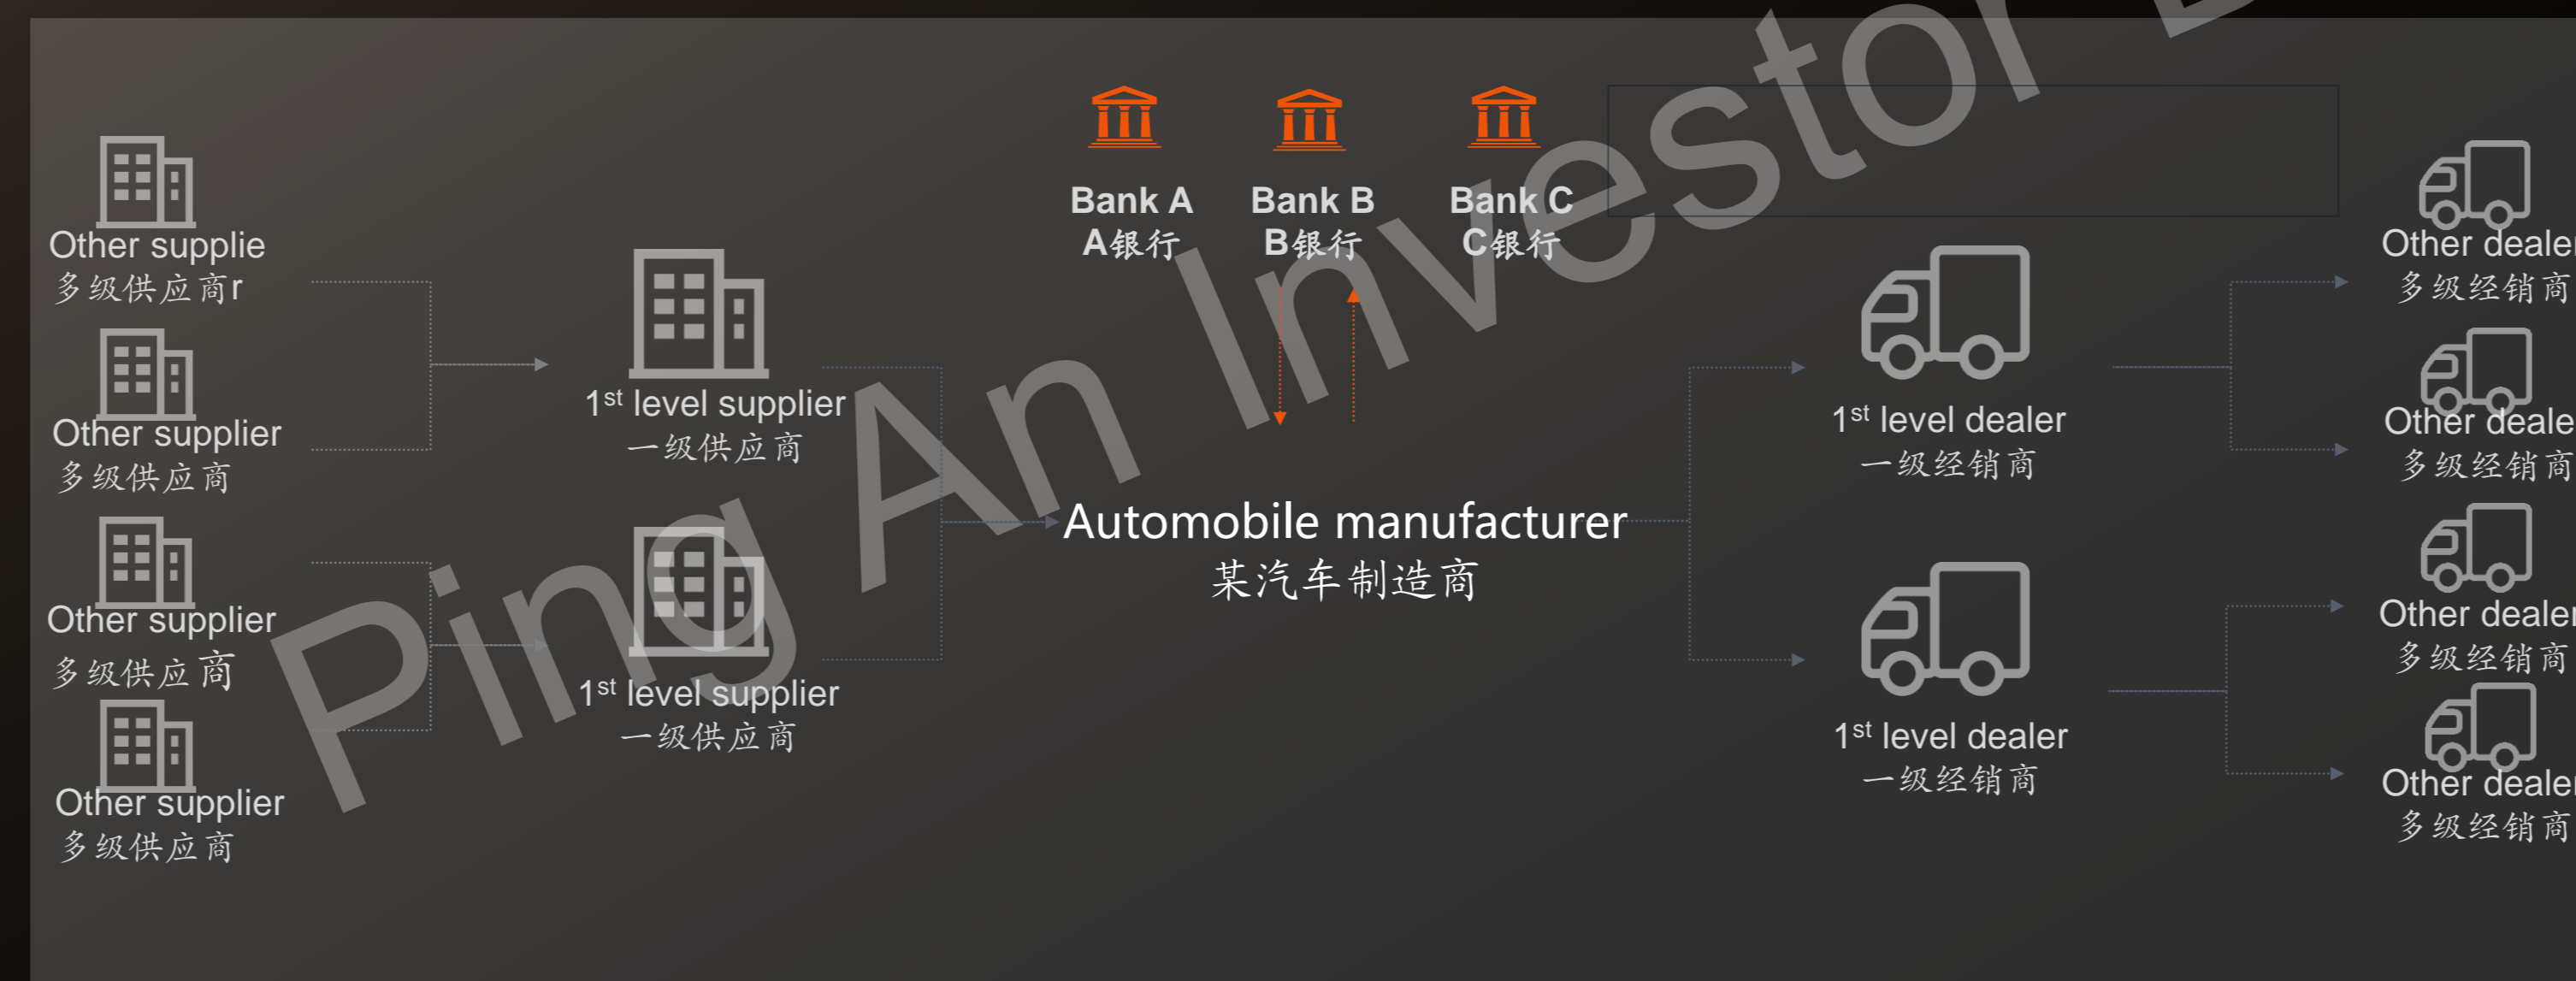 Bank A
A银行
Bank B
B银行
Bank C
C银行
Other supplie
多级供应商r
Other supplier
多级供应商
Other supplier
多级供应商
Other supplier
多级供应商
1st level supplier
一级供应商
1st level supplier
一级供应商
Automobile manufacturer
某汽车制造商
1st level dealer
一级经销商
1st level dealer
一级经销商
Other dealer
多级经销商
Other deale
多级经销商
Other dealer
多级经销商
Other dealer
多级经销商
Ping An Investor